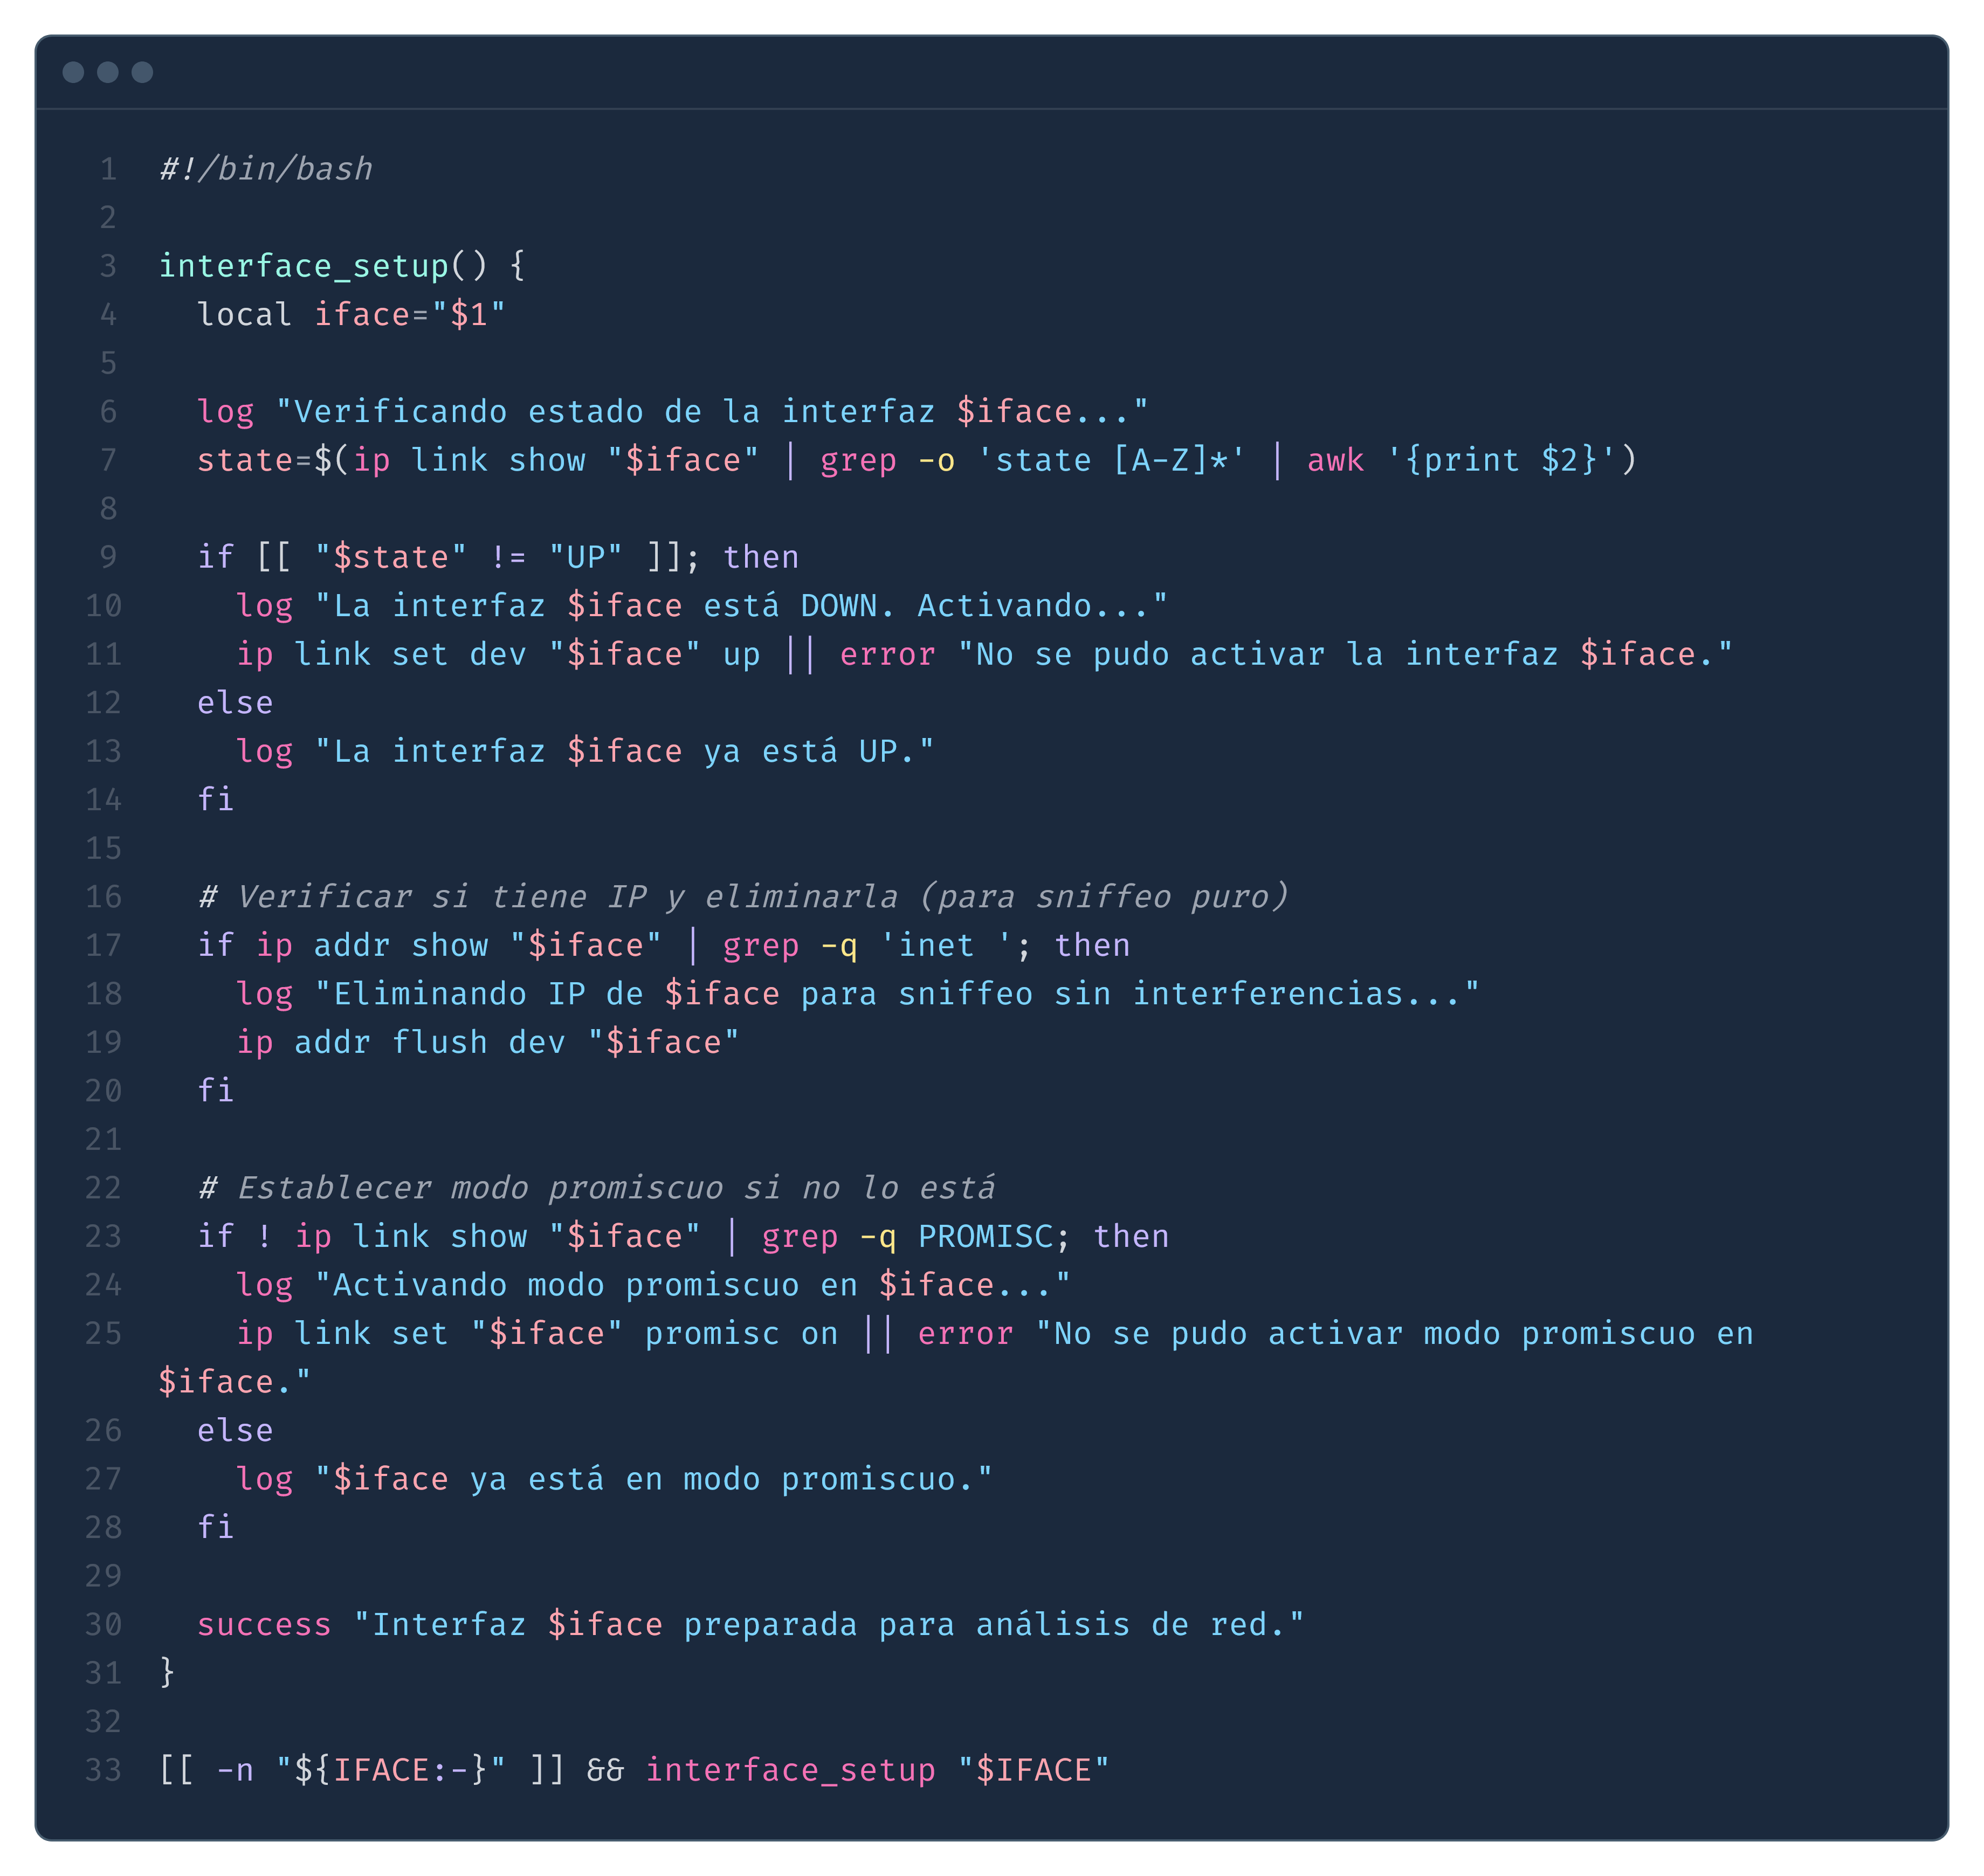 1 #!/bin/bash
2
3 interface_setup() {
4   local iface="$1"
5
6   log "Verificando estado de la interfaz $iface..."
7   state=$(ip link show "$iface" | grep -o 'state [A-Z]*' | awk '{print $2}')
8
9   if [[ "$state" != "UP" ]]; then
10     log "La interfaz $iface está DOWN. Activando..."
11     ip link set dev "$iface" up || error "No se pudo activar la interfaz $iface."
12   else
13     log "La interfaz $iface ya está UP."
14   fi
15
16   # Verificar si tiene IP y eliminarla (para sniffeo puro)
17   if ip addr show "$iface" | grep -q 'inet '; then
18     log "Eliminando IP de $iface para sniffeo sin interferencias..."
19     ip addr flush dev "$iface"
20   fi
21
22   # Establecer modo promiscuo si no lo está
23   if ! ip link show "$iface" | grep -q PROMISC; then
24     log "Activando modo promiscuo en $iface..."
25     ip link set "$iface" promisc on || error "No se pudo activar modo promiscuo en
$iface."
26   else
27     log "$iface ya está en modo promiscuo."
28   fi
29
30   success "Interfaz $iface preparada para análisis de red."
31 }
32
33 [[ -n "${IFACE:-}" ]] && interface_setup "$IFACE"